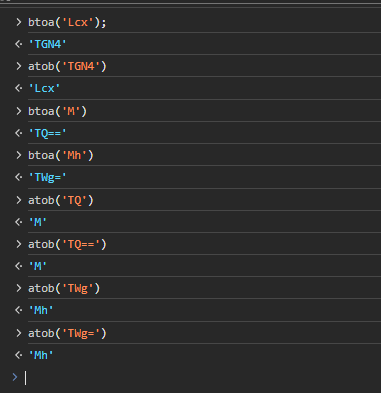 > btoa('Lcx');
<· 'TGN4'
> atob('TGN4')
<· 'Lcx'
> btoa('M')
<· 'TQ=='
> btoa('Mh')
<· 'TWg='
> atob('TQ')
<· 'M'
> atob('TQ==')
<· 'M'
> atob('TWg')
<· 'Mh'
> atob('TWg=')
<· 'Mh'
>